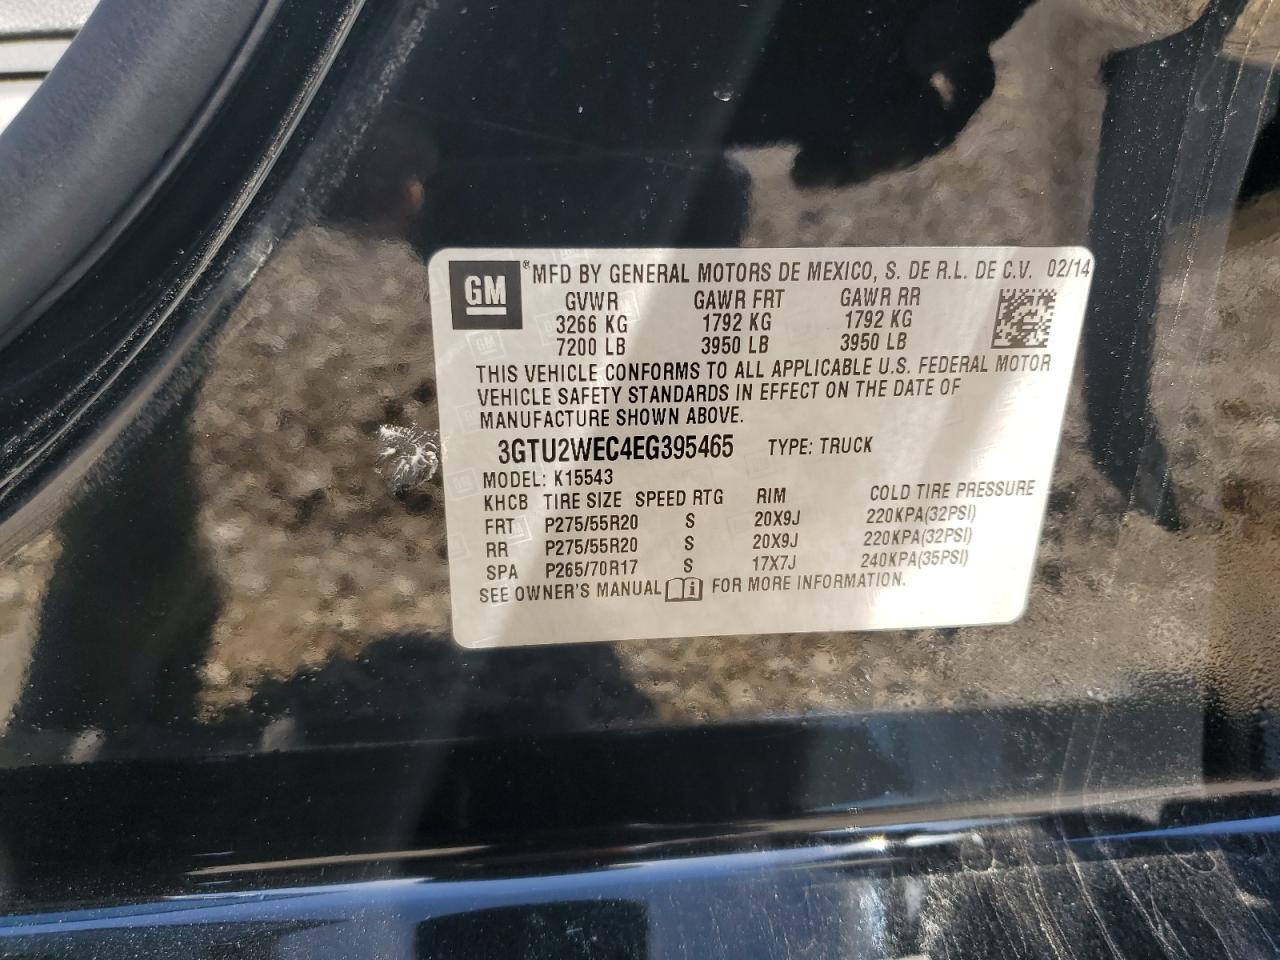 GM ® MFD BY GENERAL MOTORS DE MEXICO, S. DE R.L. DE C.V. 02/14
GVWR GAWR FRT GAWR RR
3266 KG 1792 KG 1792 KG
7200 LB 3950 LB 3950 LB
THIS VEHICLE CONFORMS TO ALL APPLICABLE U.S. FEDERAL MOTOR
VEHICLE SAFETY STANDARDS IN EFFECT ON THE DATE OF
MANUFACTURE SHOWN ABOVE.
3GTU2WEC4EG395465 TYPE: TRUCK
MODEL: K15543
KHCB TIRE SIZE SPEED RTG RIM COLD TIRE PRESSURE
FRT P275/55R20 S 20X9J 220KPA(32PSI)
RR P275/55R20 S 20X9J 220KPA(32PSI)
SPA P265/70R17 S 17X7J 240KPA(35PSI)
SEE OWNER'S MANUAL i FOR MORE INFORMATION.